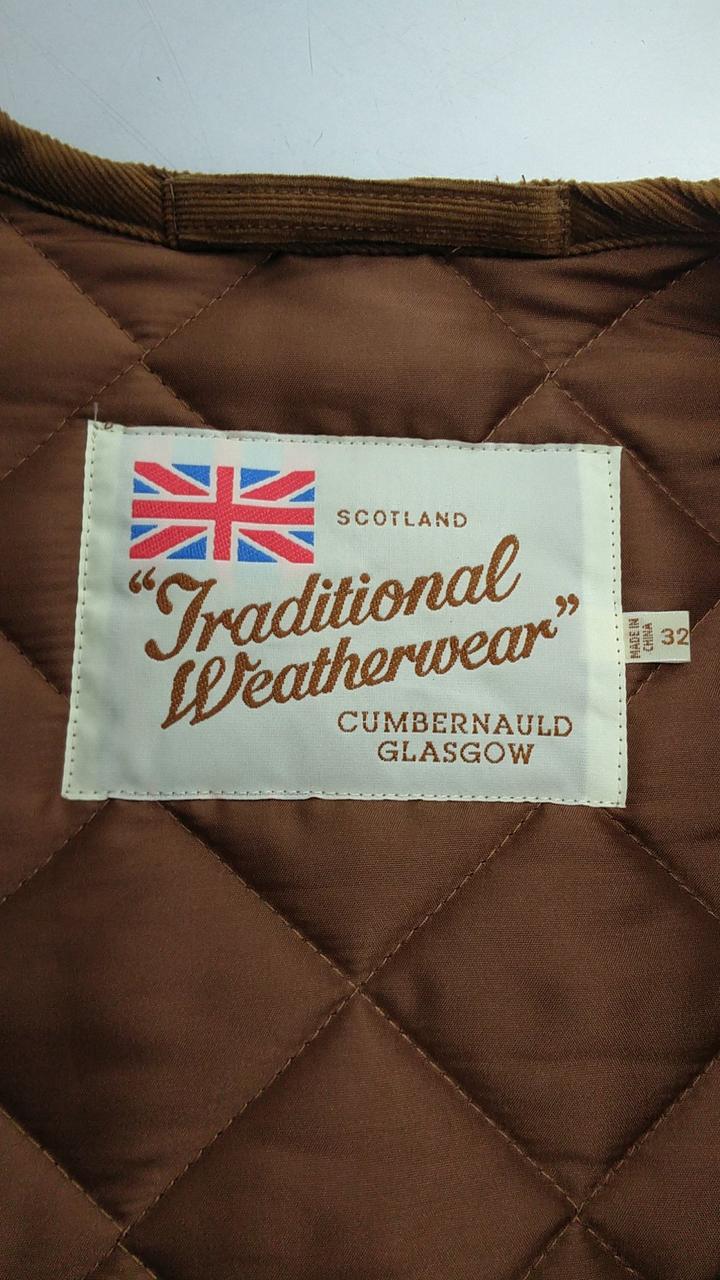 SCOTLAND
“Traditional
Weatherwear”
CUMBERNAULD
GLASGOW
MADE IN
CHINA
32